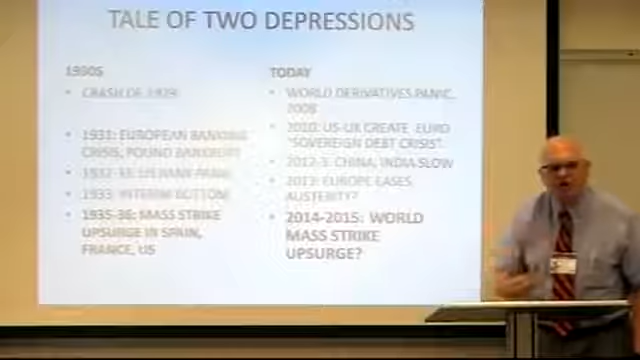 TALE OF TWO DEPRESSIONS
1930S
• CRASH OF 1929
• 1931: EUROPEAN BANKING
CRISIS, POUND BANKRUPT
• 1932-33: US BANK PANIC
• 1933: INTERIM BOTTOM
• 1935-36: MASS STRIKE
UPSURGE IN SPAIN,
FRANCE, US
TODAY
• WORLD DERIVATIVES PANIC,
2008
• 2010: US-UK CREATE EURO
"SOVEREIGN DEBT CRISIS".
• 2012-3: CHINA, INDIA SLOW
• 2013: EUROPE EASES
AUSTERITY?
• 2014-2015: WORLD
MASS STRIKE
UPSURGE?